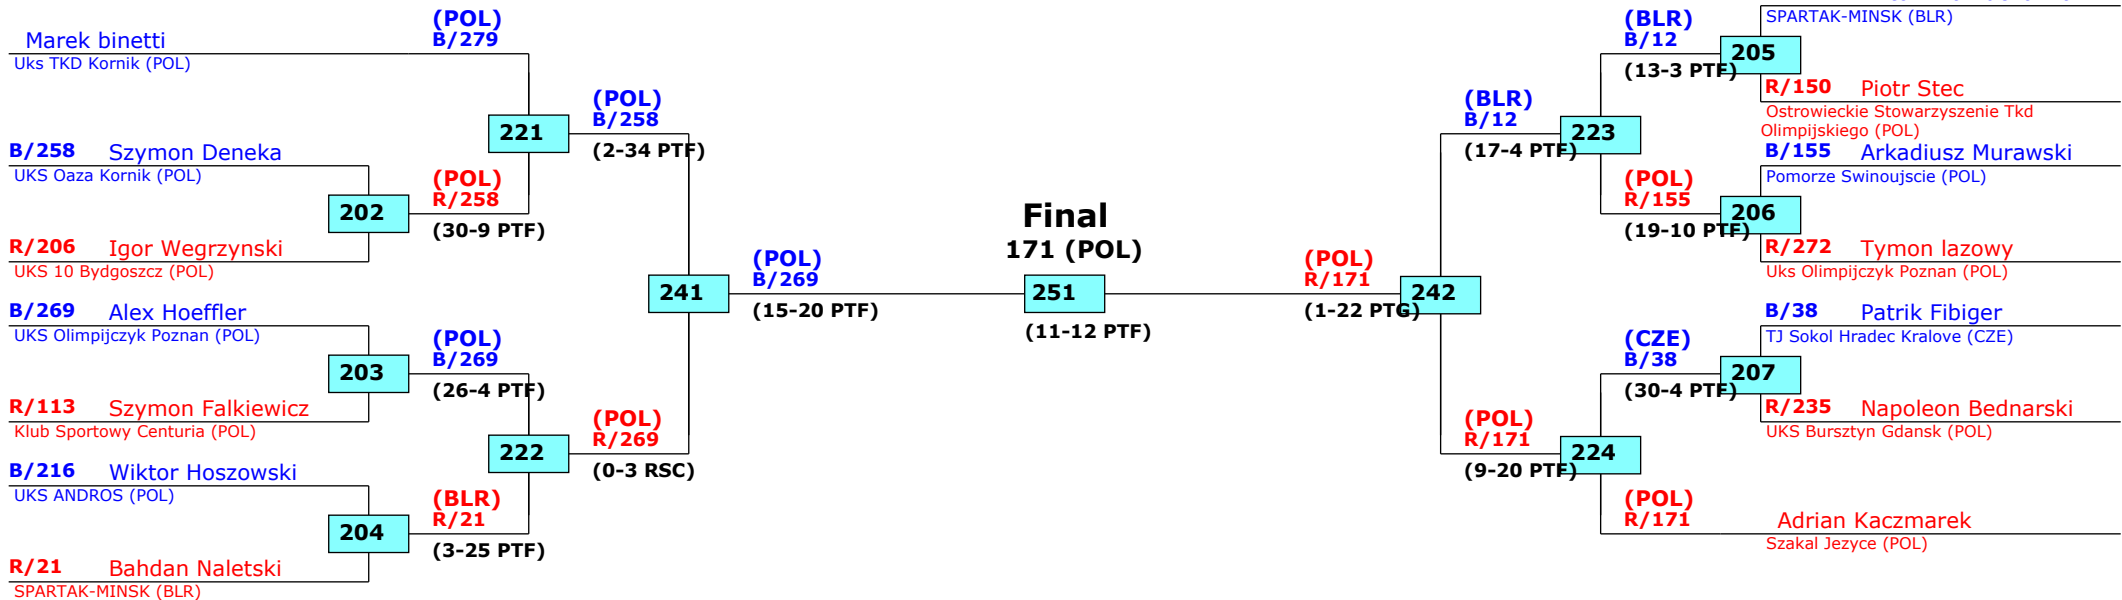 (POL)
B/279
Marek binetti
Uks TKD Kornik (POL)
221
(POL)
B/258
(2-34 PTF)
B/258 Szymon Deneka
UKS Oaza Kornik (POL)
202
(POL)
R/258
(30-9 PTF)
R/206 Igor Wegrzynski
UKS 10 Bydgoszcz (POL)
241
(POL)
B/269
(15-20 PTF)
B/269 Alex Hoeffler
UKS Olimpijczyk Poznan (POL)
203
(POL)
B/269
(26-4 PTF)
R/113 Szymon Falkiewicz
Klub Sportowy Centuria (POL)
222
(POL)
R/269
(0-3 RSC)
B/216 Wiktor Hoszowski
UKS ANDROS (POL)
204
(BLR)
R/21
(3-25 PTF)
R/21 Bahdan Naletski
SPARTAK-MINSK (BLR)
Final
171 (POL)
251
(11-12 PTF)
(POL)
R/171
(1-22 PTG)
242
(BLR)
B/12
(17-4 PTF)
223
(BLR)
B/12
(13-3 PTF)
205
SPARTAK-MINSK (BLR)
R/150 Piotr Stec
Ostrowieckie Stowarzyszenie Tkd
Olimpijskiego (POL)
B/155 Arkadiusz Murawski
Pomorze Swinoujscie (POL)
(POL)
R/155
(19-10 PTF)
206
R/272 Tymon lazowy
Uks Olimpijczyk Poznan (POL)
B/38 Patrik Fibiger
TJ Sokol Hradec Kralove (CZE)
(CZE)
B/38
(30-4 PTF)
207
R/235 Napoleon Bednarski
UKS Bursztyn Gdansk (POL)
(POL)
R/171
(9-20 PTF)
224
(POL)
R/171
Adrian Kaczmarek
Szakal Jezyce (POL)